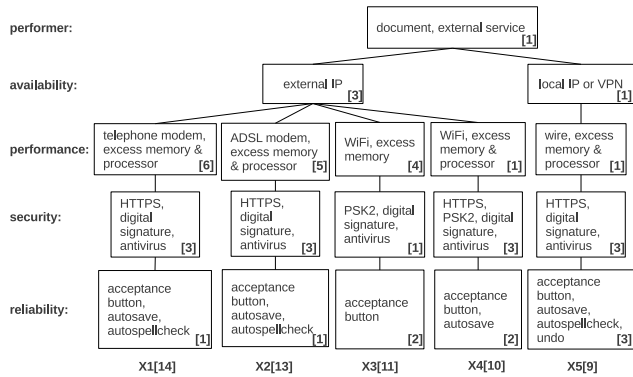 performer:
document, external service
[1]
availability:
external IP
[3]
local IP or VPN
[1]
performance:
telephone modem,
excess memory &
processor
[6]
ADSL modem,
excess memory
& processor
[5]
WiFi, excess
memory
[4]
WiFi, excess
memory
& processor
[1]
wire, excess
memory &
processor
[1]
security:
HTTPS,
digital
signature,
antivirus
[3]
HTTPS,
digital
signature,
antivirus
[3]
PSK2, digital
signature,
antivirus
[1]
HTTPS,
PSK2, digital
signature,
antivirus
[3]
HTTPS,
digital
signature,
antivirus
[3]
reliability:
acceptance
button,
autosave,
autospellcheck
[1]
acceptance
button,
autosave,
autospellcheck
[1]
acceptance
button
[2]
acceptance
button,
autosave
[2]
acceptance
button,
autosave,
autospellcheck,
undo
[3]
X1[14]
X2[13]
X3[11]
X4[10]
X5[9]